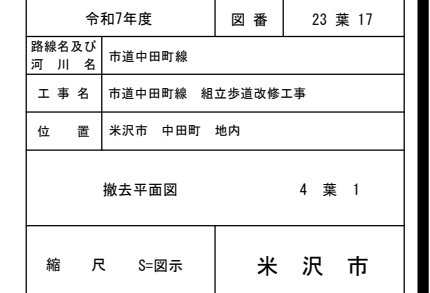 令和7年度 図番 23 葉 17
路線名及び
河川名 市道中田町線
工事名 市道中田町線 組立歩道改修工事
位置 米沢市 中田町 地内
撤去平面図 4 葉 1
縮尺 S=図示 米沢市